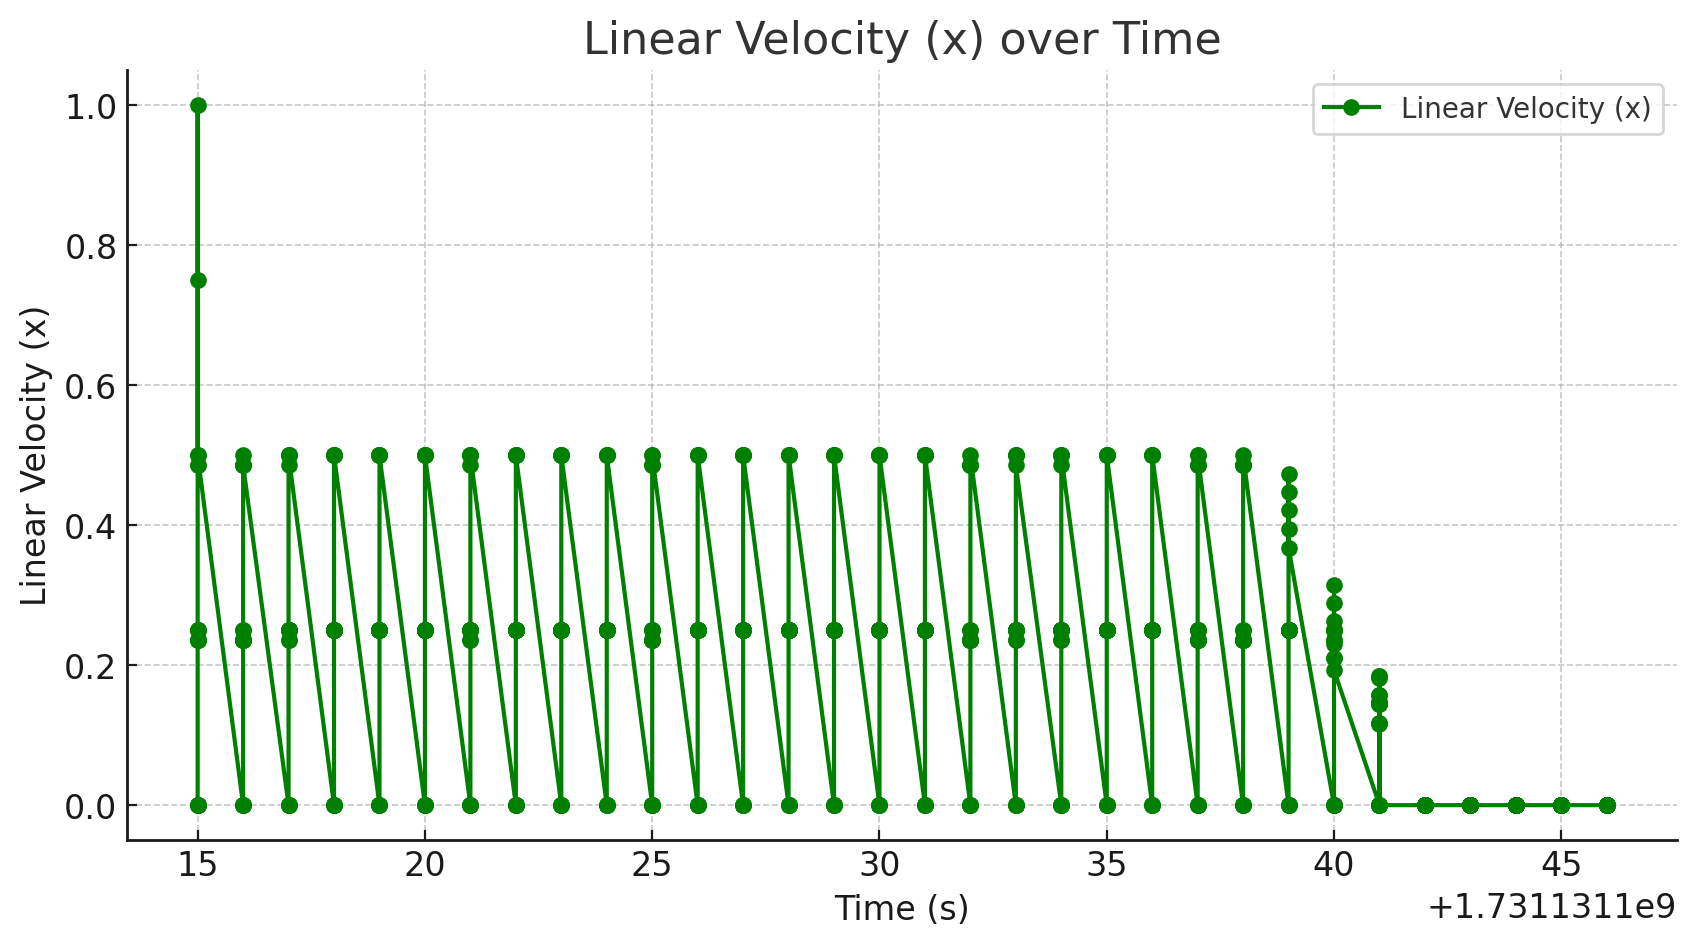 Linear Velocity (x) over Time
Linear Velocity (x)
1.0
0.8
0.6
0.4
0.2
0.0
Linear Velocity (x)
15 20 25 30 35 40 45
Time (s)
+1.7311311e9